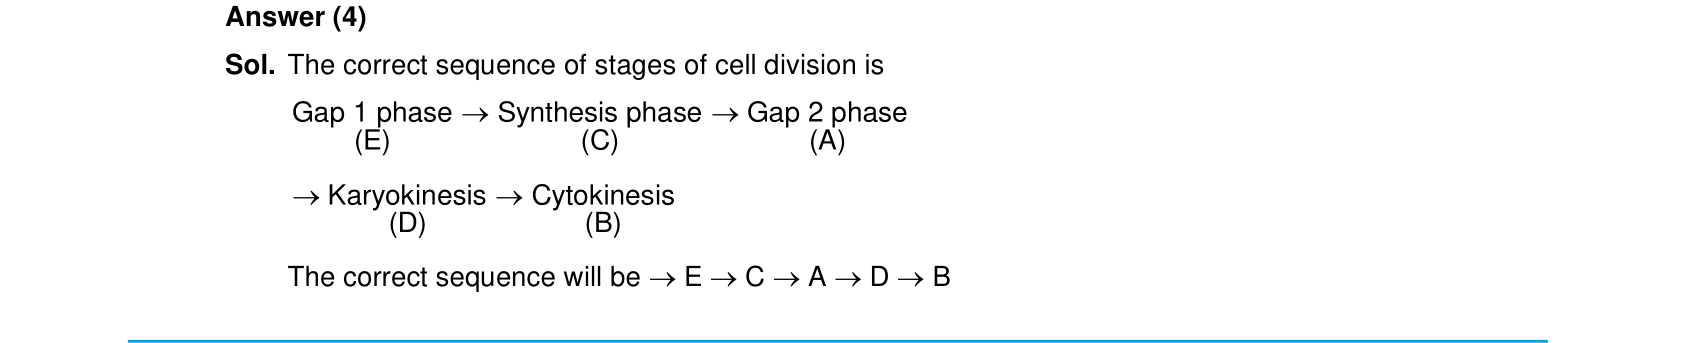 Answer (4)
Sol. The correct sequence of stages of cell division is
Gap 1 phase → Synthesis phase → Gap 2 phase
(E) (C) (A)
→ Karyokinesis → Cytokinesis
(D) (B)
The correct sequence will be → E → C → A → D → B